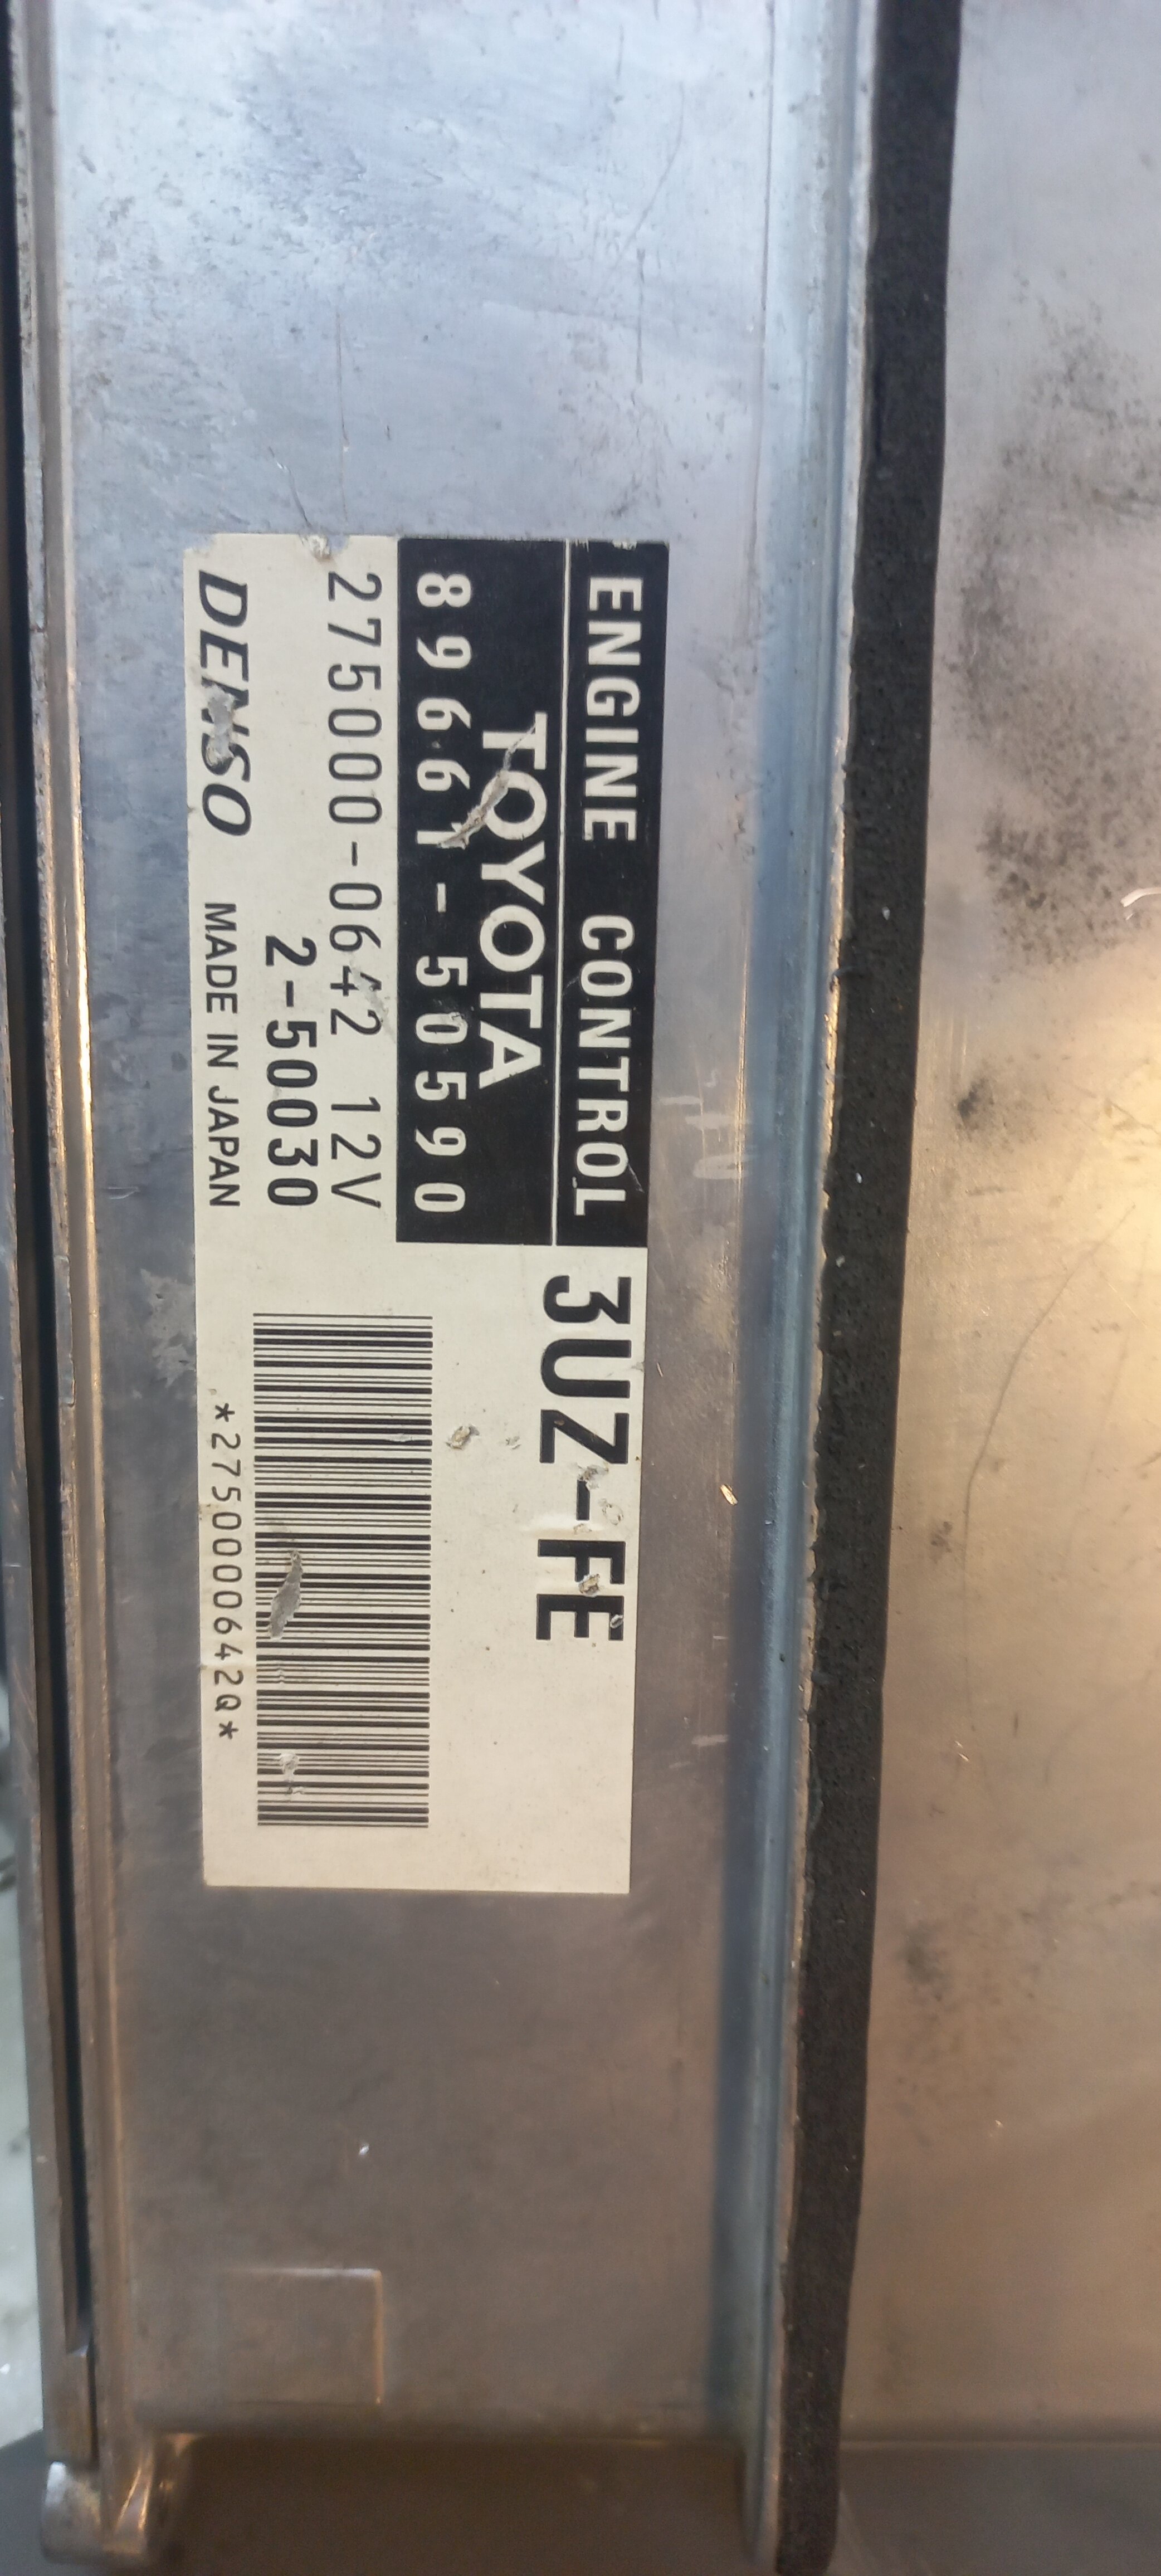 ENGINE CONTROL
3UZ-FE
TOYOTA
89661-50590
275000-0642 12V
2-50030
DENSO MADE IN JAPAN
*2750000642Q*